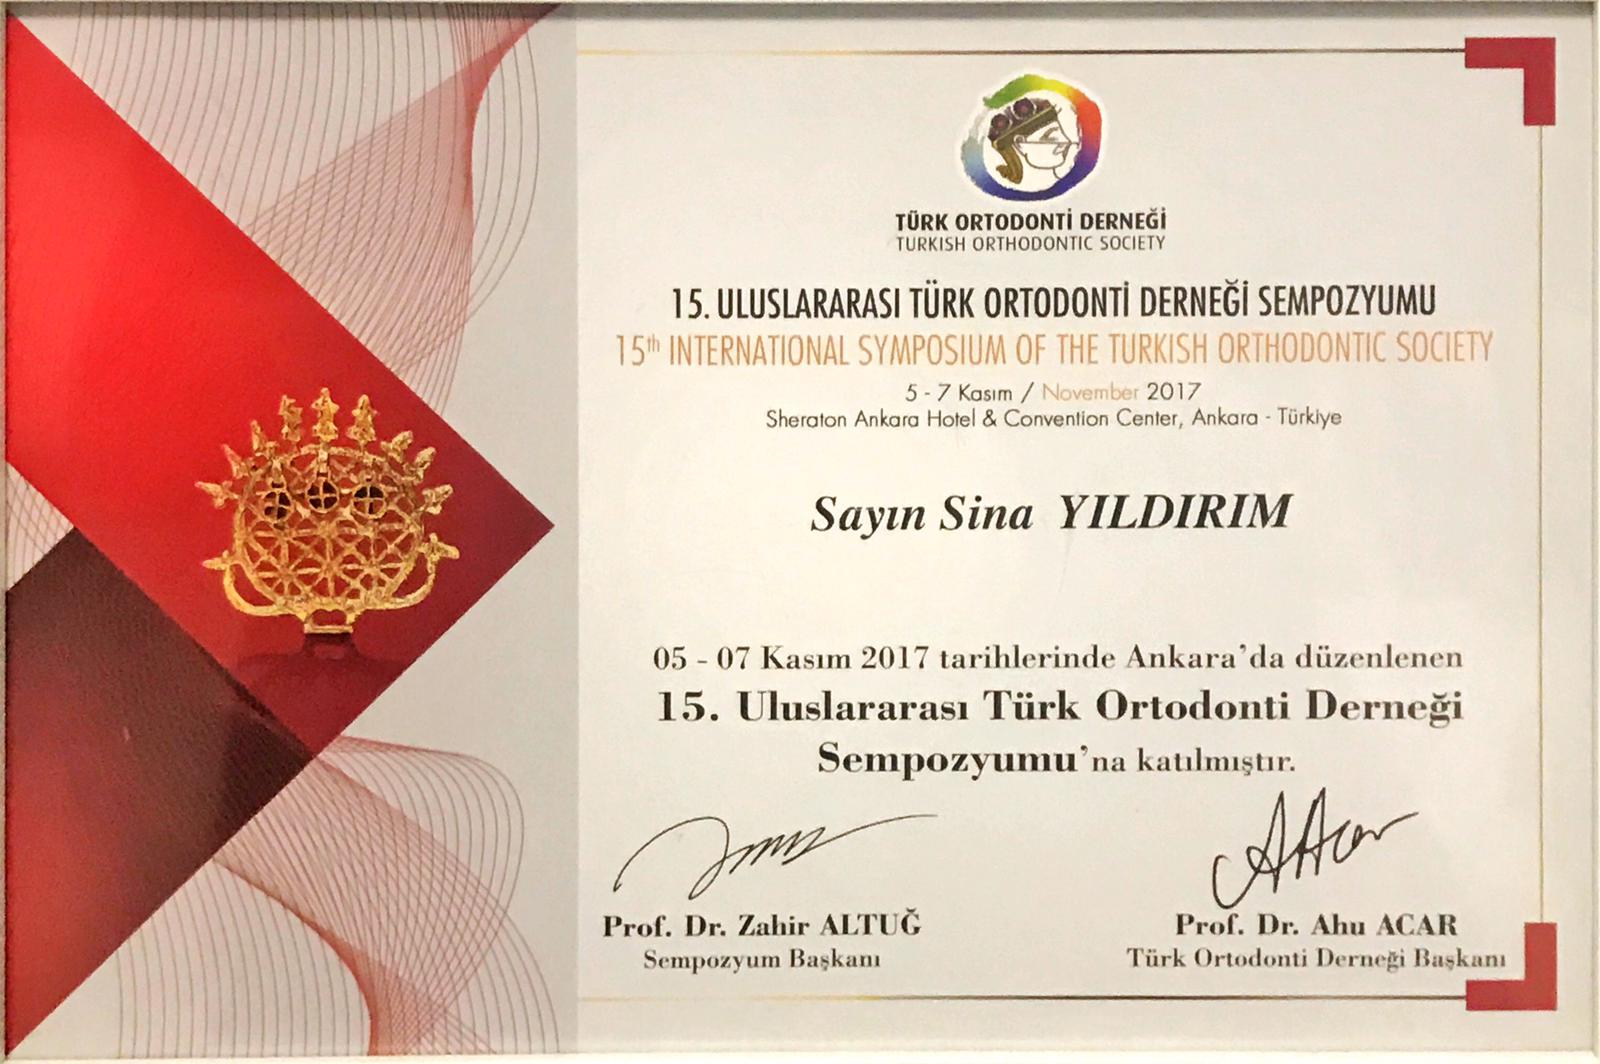 TÜRK ORTODONTİ DERNEĞİ
TURKISH ORTHODONTIC SOCIETY
15. ULUSLARARASI TÜRK ORTODONTİ DERNEĞİ SEMPOZYUMU
15th INTERNATIONAL SYMPOSIUM OF THE TURKISH ORTHODONTIC SOCIETY
5 - 7 Kasım / November 2017
Sheraton Ankara Hotel & Convention Center, Ankara - Türkiye
Sayın Sina YILDIRIM
05 - 07 Kasım 2017 tarihlerinde Ankara'da düzenlenen
15. Uluslararası Türk Ortodonti Derneği
Sempozyumu'na katılmıştır.
A Acar
Prof. Dr. Zahir ALTUĞ
Prof. Dr. Ahu ACAR
Sempozyum Başkanı
Türk Ortodonti Derneği Başkanı